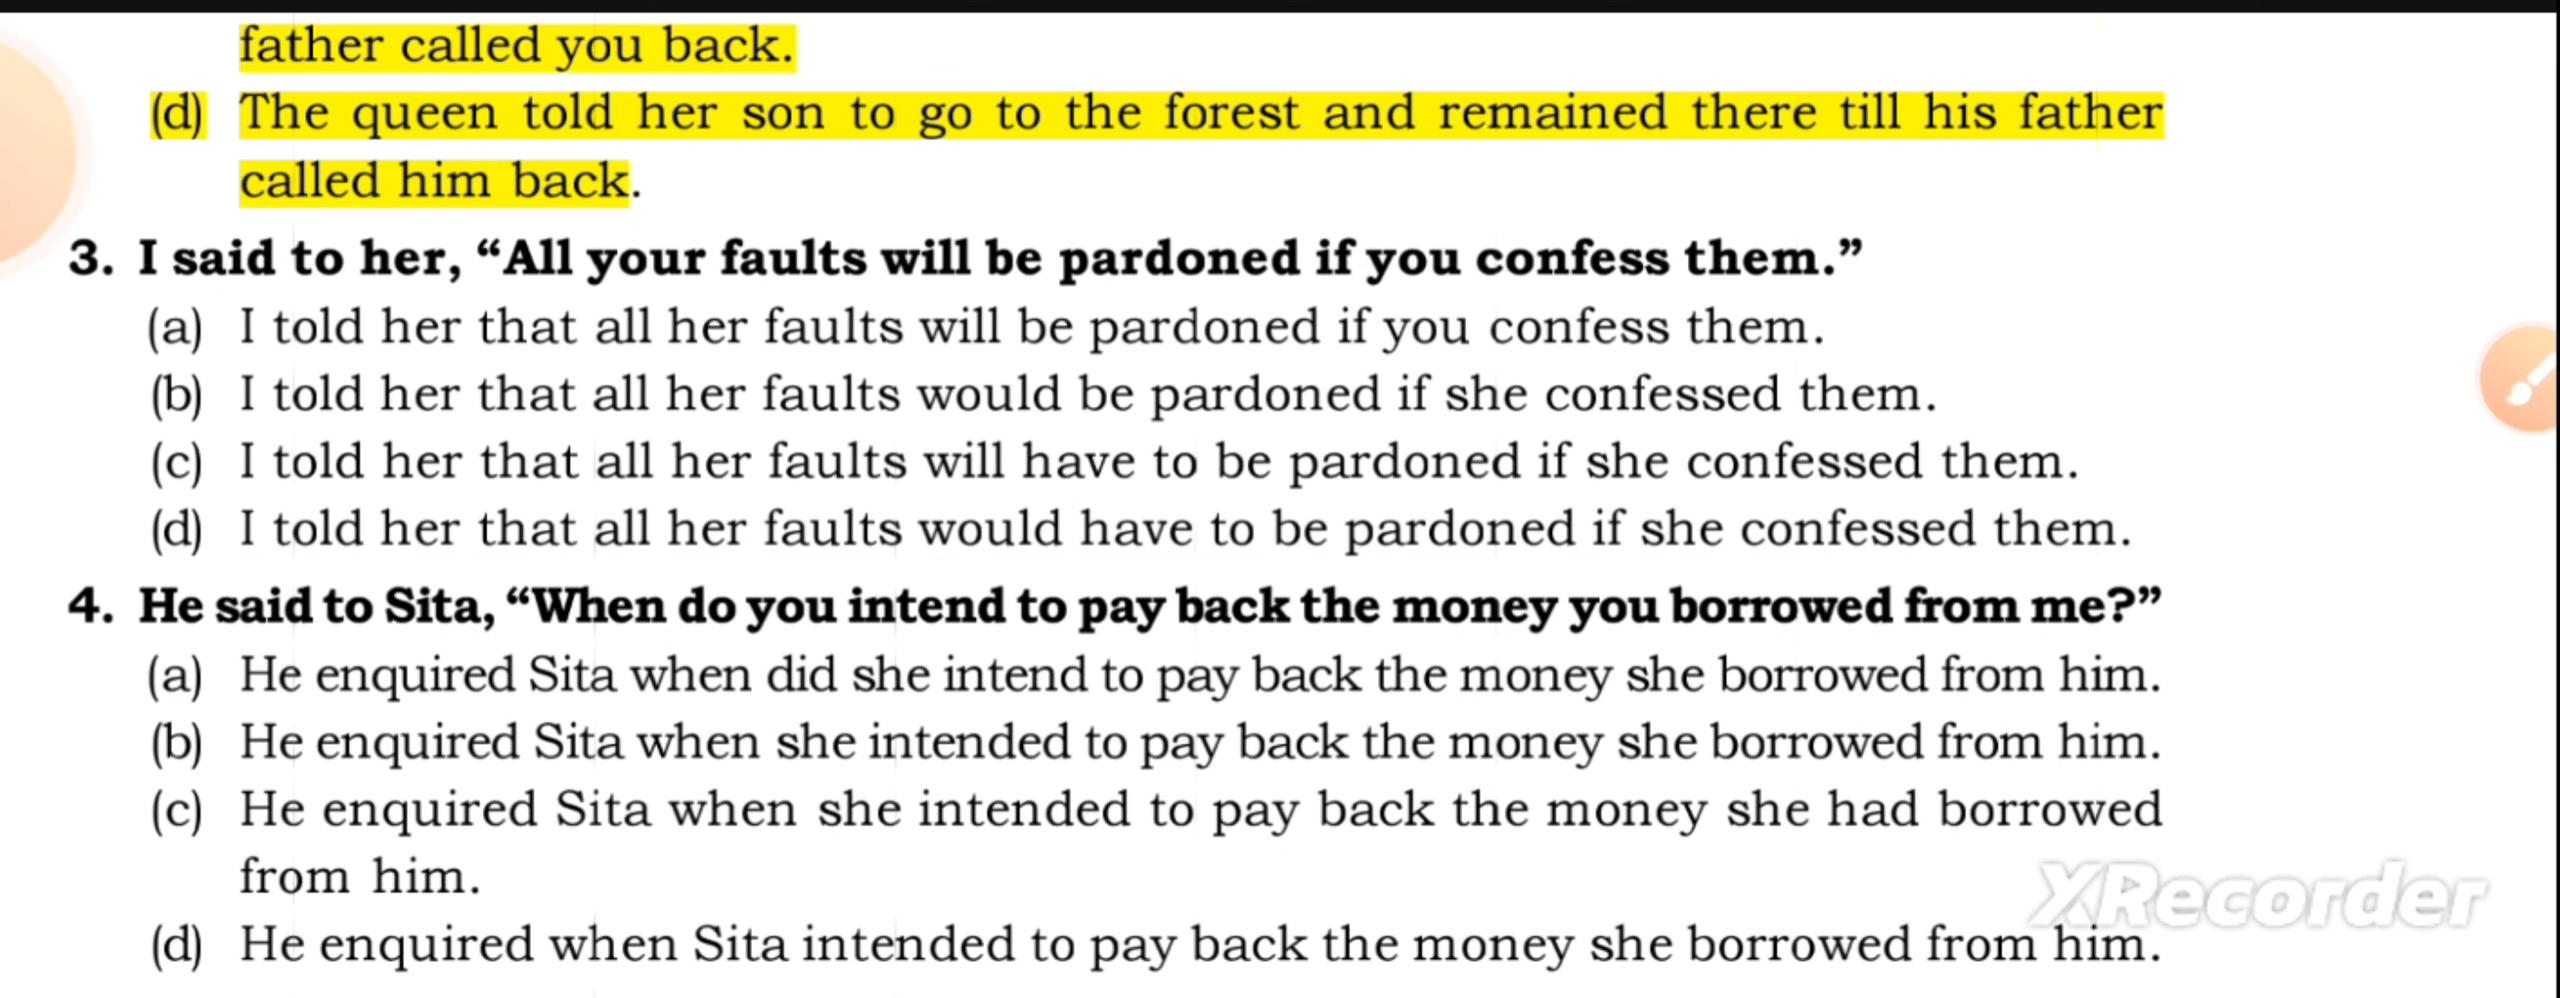 father called you back.
(d) The queen told her son to go to the forest and remained there till his father
called him back.
3. I said to her, “All your faults will be pardoned if you confess them.”
(a) I told her that all her faults will be pardoned if you confess them.
(b) I told her that all her faults would be pardoned if she confessed them.
(c) I told her that all her faults will have to be pardoned if she confessed them.
(d) I told her that all her faults would have to be pardoned if she confessed them.
4. He said to Sita, “When do you intend to pay back the money you borrowed from me?”
(a) He enquired Sita when did she intend to pay back the money she borrowed from him.
(b) He enquired Sita when she intended to pay back the money she borrowed from him.
(c) He enquired Sita when she intended to pay back the money she had borrowed
from him.
XRecorder
(d) He enquired when Sita intended to pay back the money she borrowed from him.